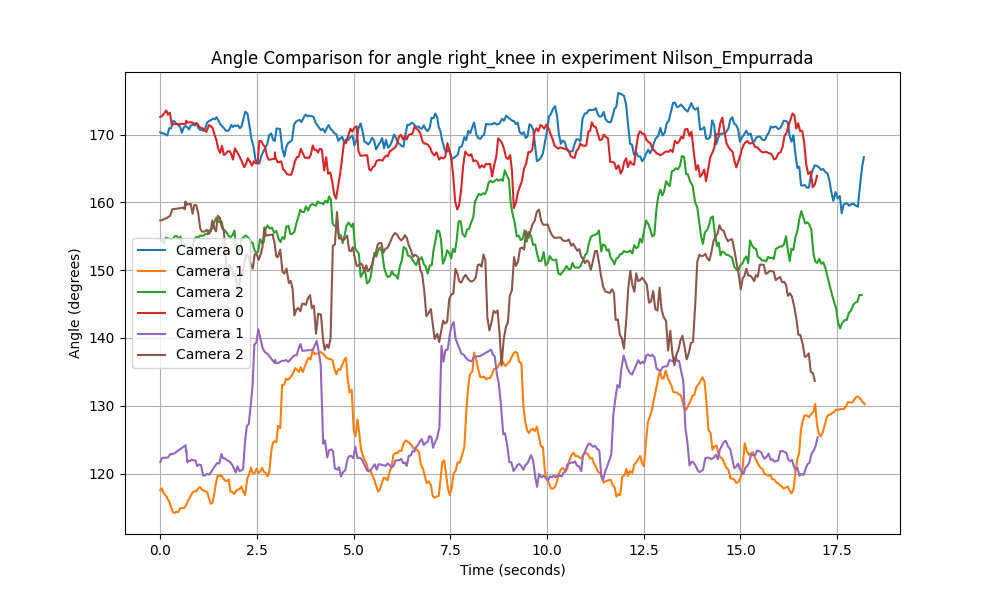 Angle Comparison for angle right_knee in experiment Nilson_Empurrada
Angle (degrees)
170
160
150
140
130
120
Camera 0
Camera 1
Camera 2
Camera 0
Camera 1
Camera 2
0.0 2.5 5.0 7.5 10.0 12.5 15.0 17.5
Time (seconds)